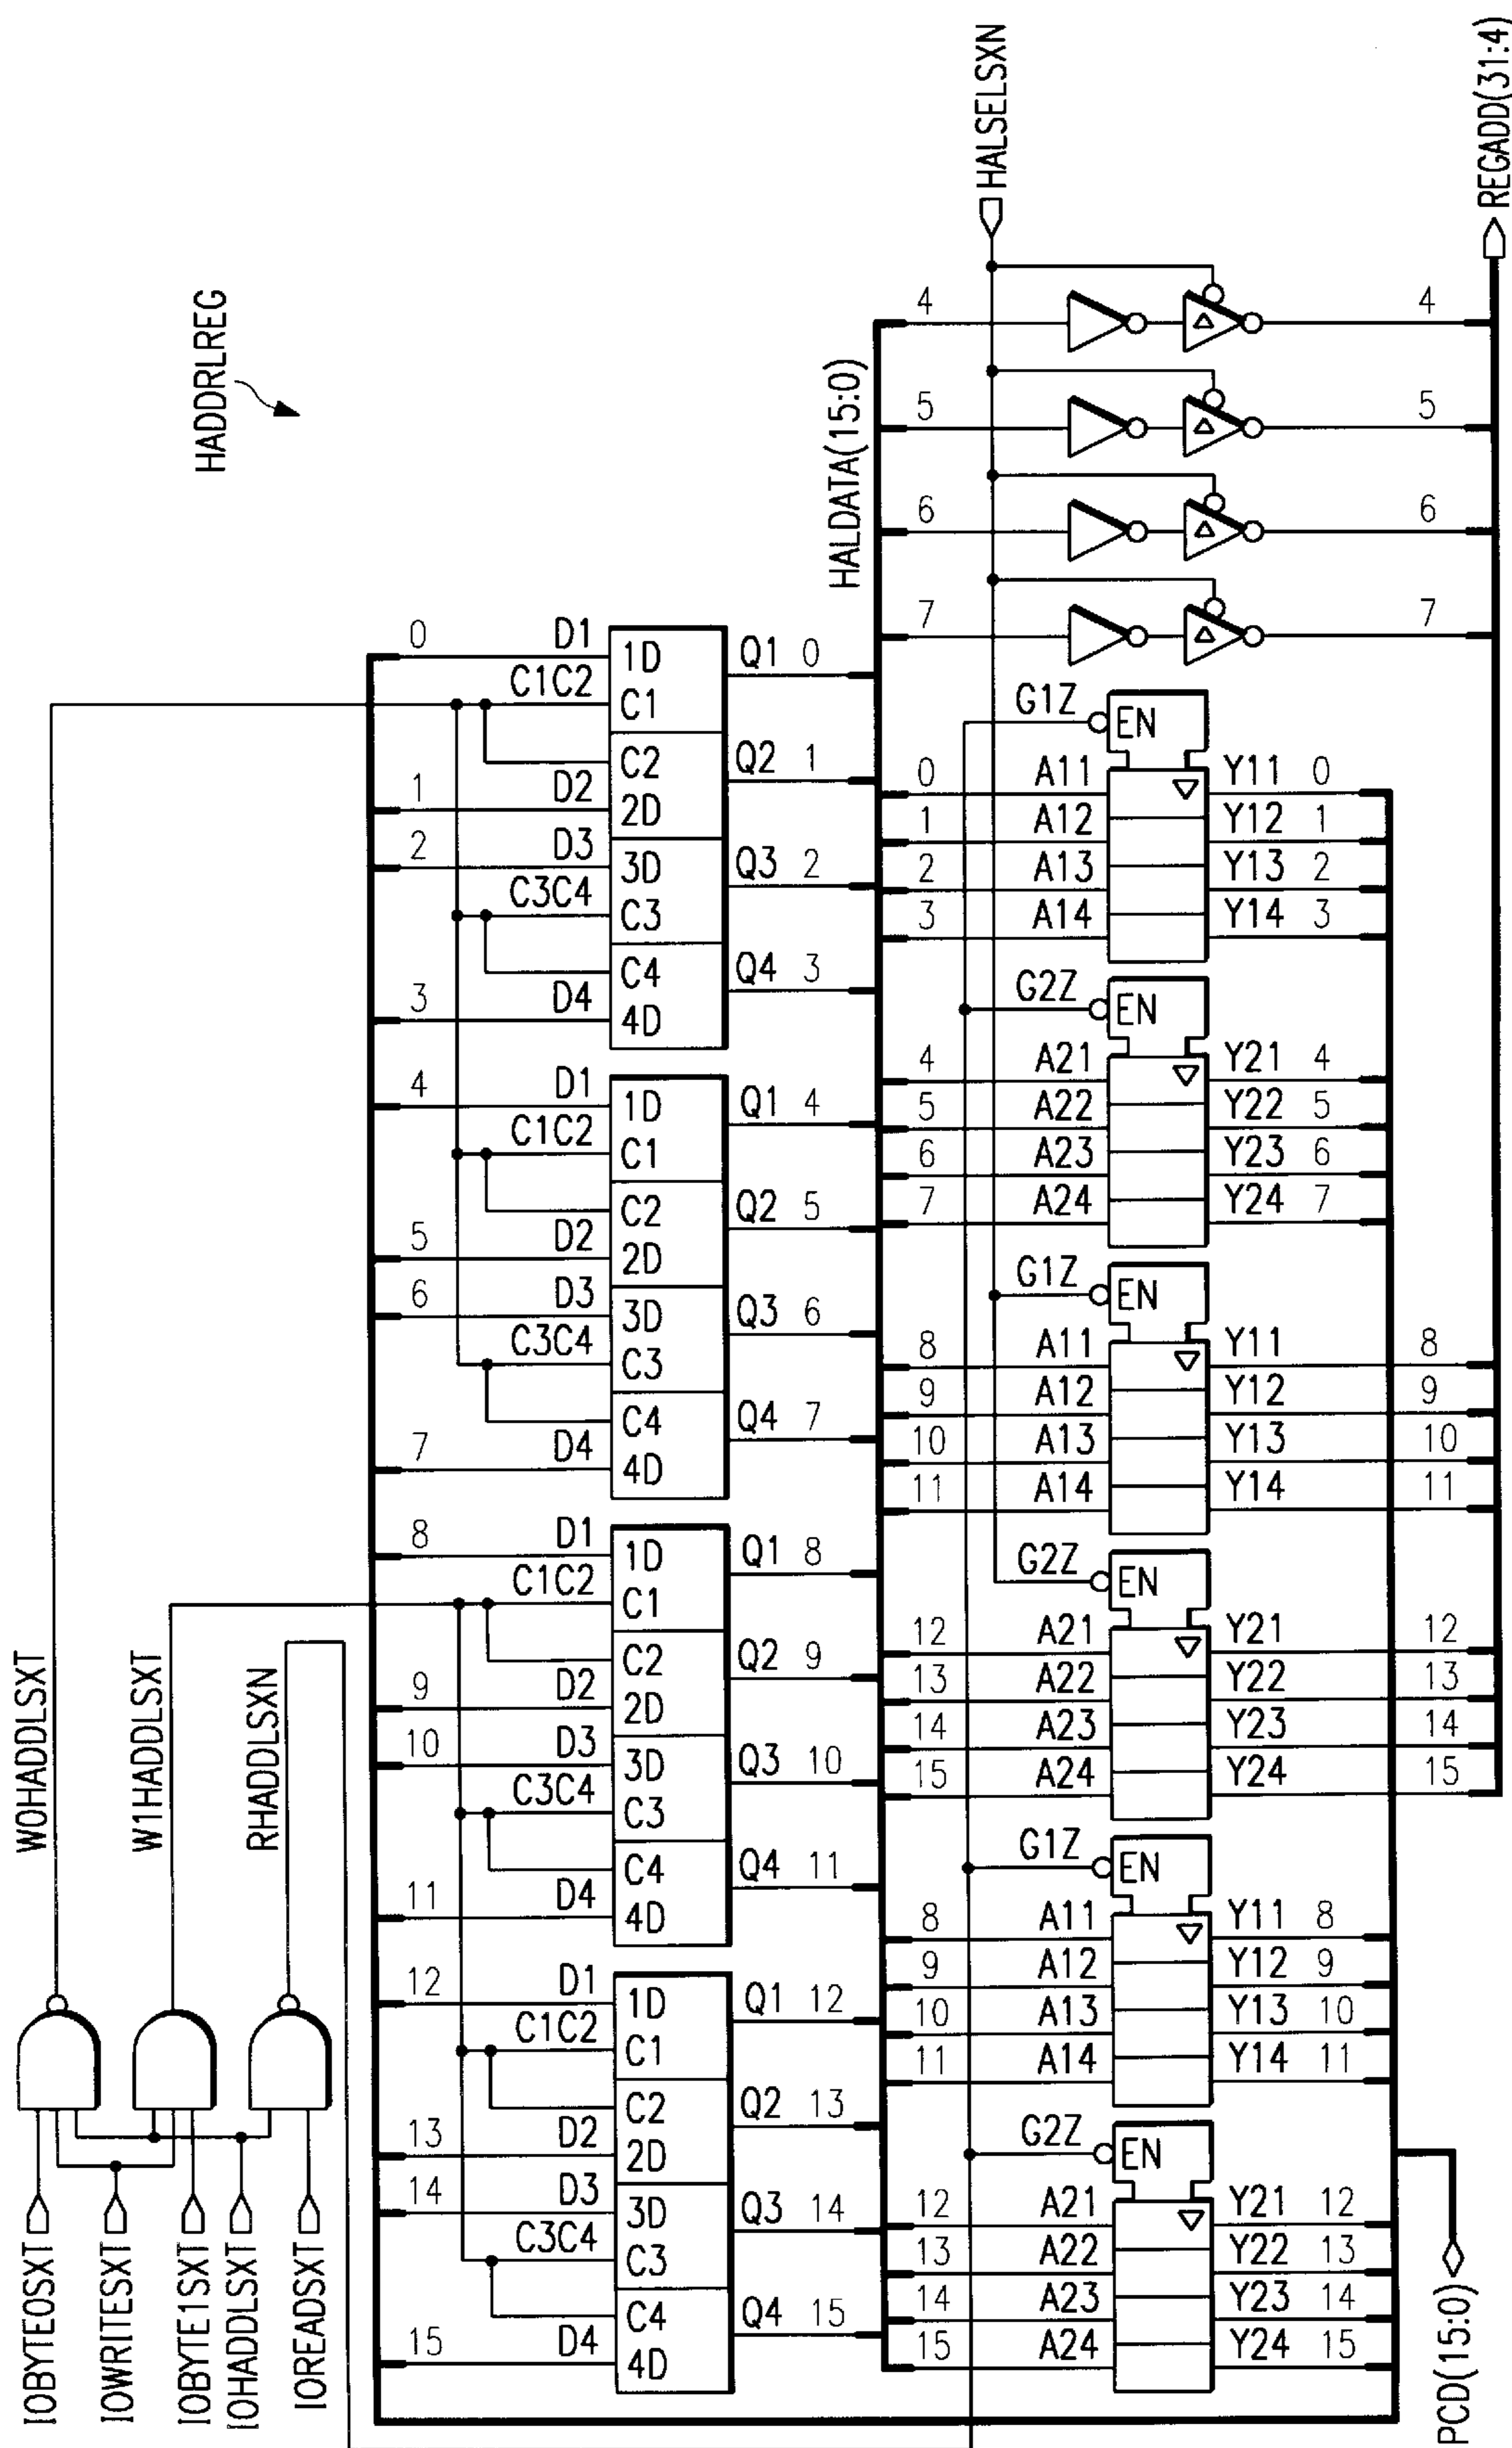 HADDRLREG
HALSELSXN
REGADD(31:4)
HALDATA(15:0)
4
5
6
7
4
5
6
7
W0HADDLSXT
W1HADDLSXT
RHADDLSXN
IOBYTE0SXT
IOWRITESXT
IOBYTE1SXT
IOHADDLSXT
IOREADSXT
0 D1 1D Q1 0
C1C2 C1
C2 Q2 1
1 D2 2D
2 D3 3D Q3 2
C3C4 C3
C4 Q4 3
3 D4 4D
4 D1 1D Q1 4
C1C2 C1
C2 Q2 5
5 D2 2D
6 D3 3D Q3 6
C3C4 C3
C4 Q4 7
7 D4 4D
8 D1 1D Q1 8
C1C2 C1
C2 Q2 9
9 D2 2D
10 D3 3D Q3 10
C3C4 C3
C4 Q4 11
11 D4 4D
12 D1 1D Q1 12
C1C2 C1
C2 Q2 13
13 D2 2D
14 D3 3D Q3 14
C3C4 C3
C4 Q4 15
15 D4 4D
G1Z EN
0 A11 Y11 0
1 A12 Y12 1
2 A13 Y13 2
3 A14 Y14 3
G2Z EN
4 A21 Y21 4
5 A22 Y22 5
6 A23 Y23 6
7 A24 Y24 7
G1Z EN
8 A11 Y11 8
9 A12 Y12 9
10 A13 Y13 10
11 A14 Y14 11
G2Z EN
12 A21 Y21 12
13 A22 Y22 13
14 A23 Y23 14
15 A24 Y24 15
G1Z EN
8 A11 Y11 8
9 A12 Y12 9
10 A13 Y13 10
11 A14 Y14 11
G2Z EN
12 A21 Y21 12
13 A22 Y22 13
14 A23 Y23 14
15 A24 Y24 15
PCD(15:0)